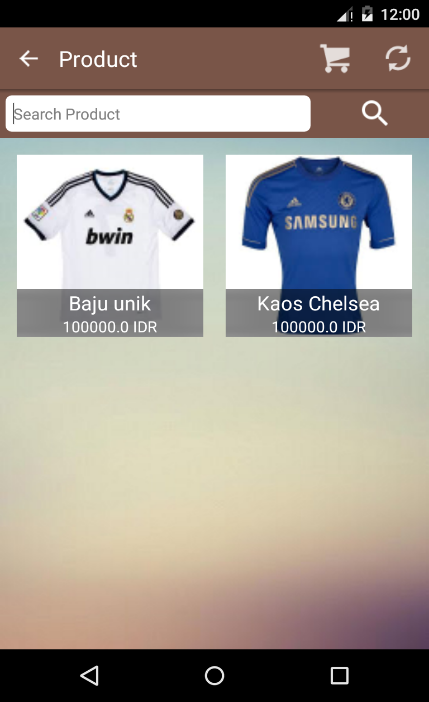 12:00
Product
Search Product
bwin
SAMSUNG
Baju unik
100000.0 IDR
Kaos Chelsea
100000.0 IDR